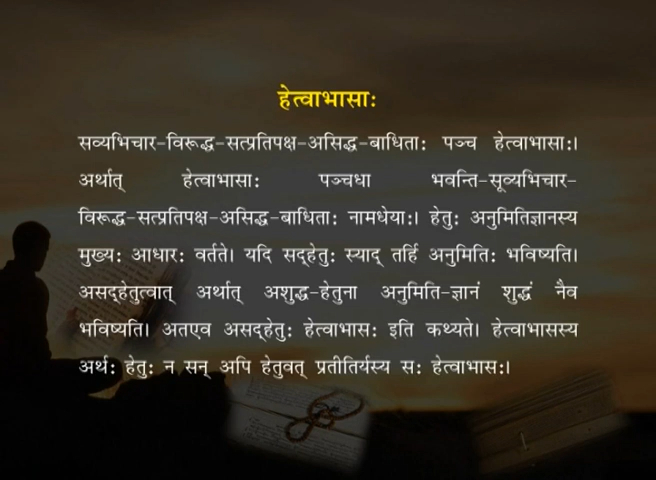 हेत्वाभासाः
सव्यभिचार-विरूद्ध-सत्प्रतिपक्ष-असिद्ध-बाधिताः पञ्च हेत्वाभासाः।
अर्थात् हेत्वाभासाः पञ्चधा भवन्ति-सूव्यभिचार-
विरूद्ध-सत्प्रतिपक्ष-असिद्ध-बाधिताः नामधेयाः। हेतुः अनुमितिज्ञानस्य
मुख्यः आधारः वर्तते। यदि सद्हेतुः स्याद् तर्हि अनुमितिः भविष्यति।
असद्हेतुत्वात् अर्थात् अशुद्ध-हेतुना अनुमिति-ज्ञानं शुद्धं नैव
भविष्यति। अतएव असद्हेतुः हेत्वाभासः इति कथ्यते। हेत्वाभासस्य
अर्थः हेतुः न सन् अपि हेतुवत् प्रतीतिर्यस्य सः हेत्वाभासः।